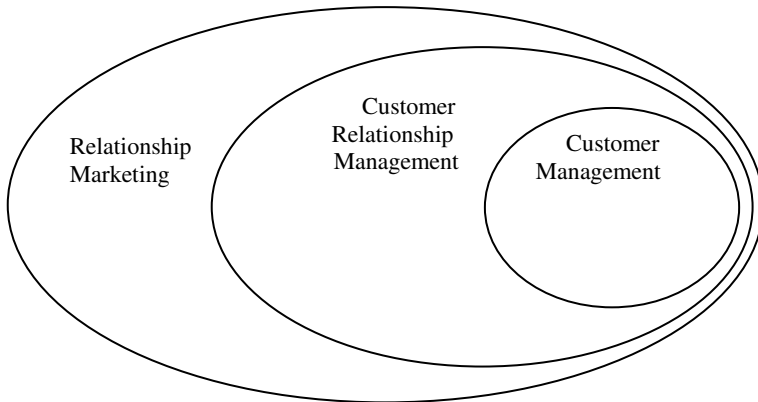 Relationship
Marketing
Customer
Relationship
Management
Customer
Management